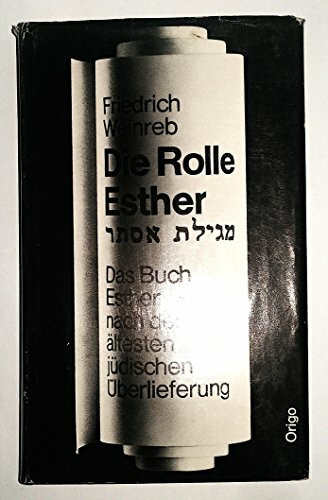 Friedrich
Weinreb
Die Rolle
Esther
מגילת אסתר
Das Buch
Esther
nach der
ältesten
jüdischen
Überlieferung
Origo